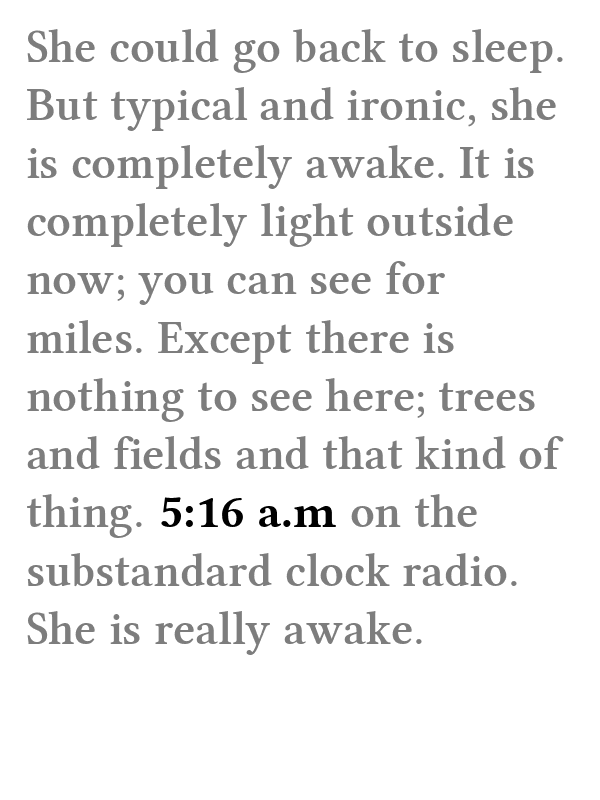 She could go back to sleep.
But typical and ironic, she
is completely awake. It is
completely light outside
now; you can see for
miles. Except there is
nothing to see here; trees
and fields and that kind of
thing. 5:16 a.m on the
substandard clock radio.
She is really awake.